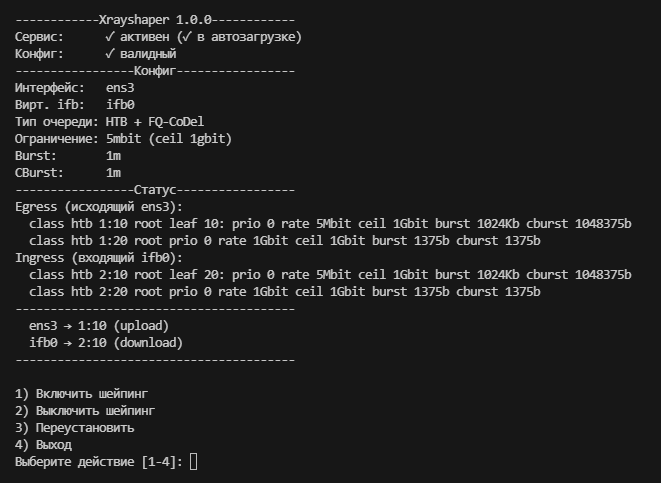 ------------Xrayshaper 1.0.0------------
Сервис:      ✓ активен (✓ в автозагрузке)
Конфиг:      ✓ валидный
-----------------Конфиг-----------------
Интерфейс:   ens3
Вирт. ifb:   ifb0
Тип очереди: HTB + FQ-CoDel
Ограничение: 5mbit (ceil 1gbit)
Burst:       1m
CBurst:      1m
-----------------Статус-----------------
Egress (исходящий ens3):
  class htb 1:10 root leaf 10: prio 0 rate 5Mbit ceil 1Gbit burst 1024Kb cburst 1048375b
  class htb 1:20 root prio 0 rate 1Gbit ceil 1Gbit burst 1375b cburst 1375b
Ingress (входящий ifb0):
  class htb 2:10 root leaf 20: prio 0 rate 5Mbit ceil 1Gbit burst 1024Kb cburst 1048375b
  class htb 2:20 root prio 0 rate 1Gbit ceil 1Gbit burst 1375b cburst 1375b
----------------------------------------
  ens3 → 1:10 (upload)
  ifb0 → 2:10 (download)
----------------------------------------
1) Включить шейпинг
2) Выключить шейпинг
3) Переустановить
4) Выход
Выберите действие [1-4]: